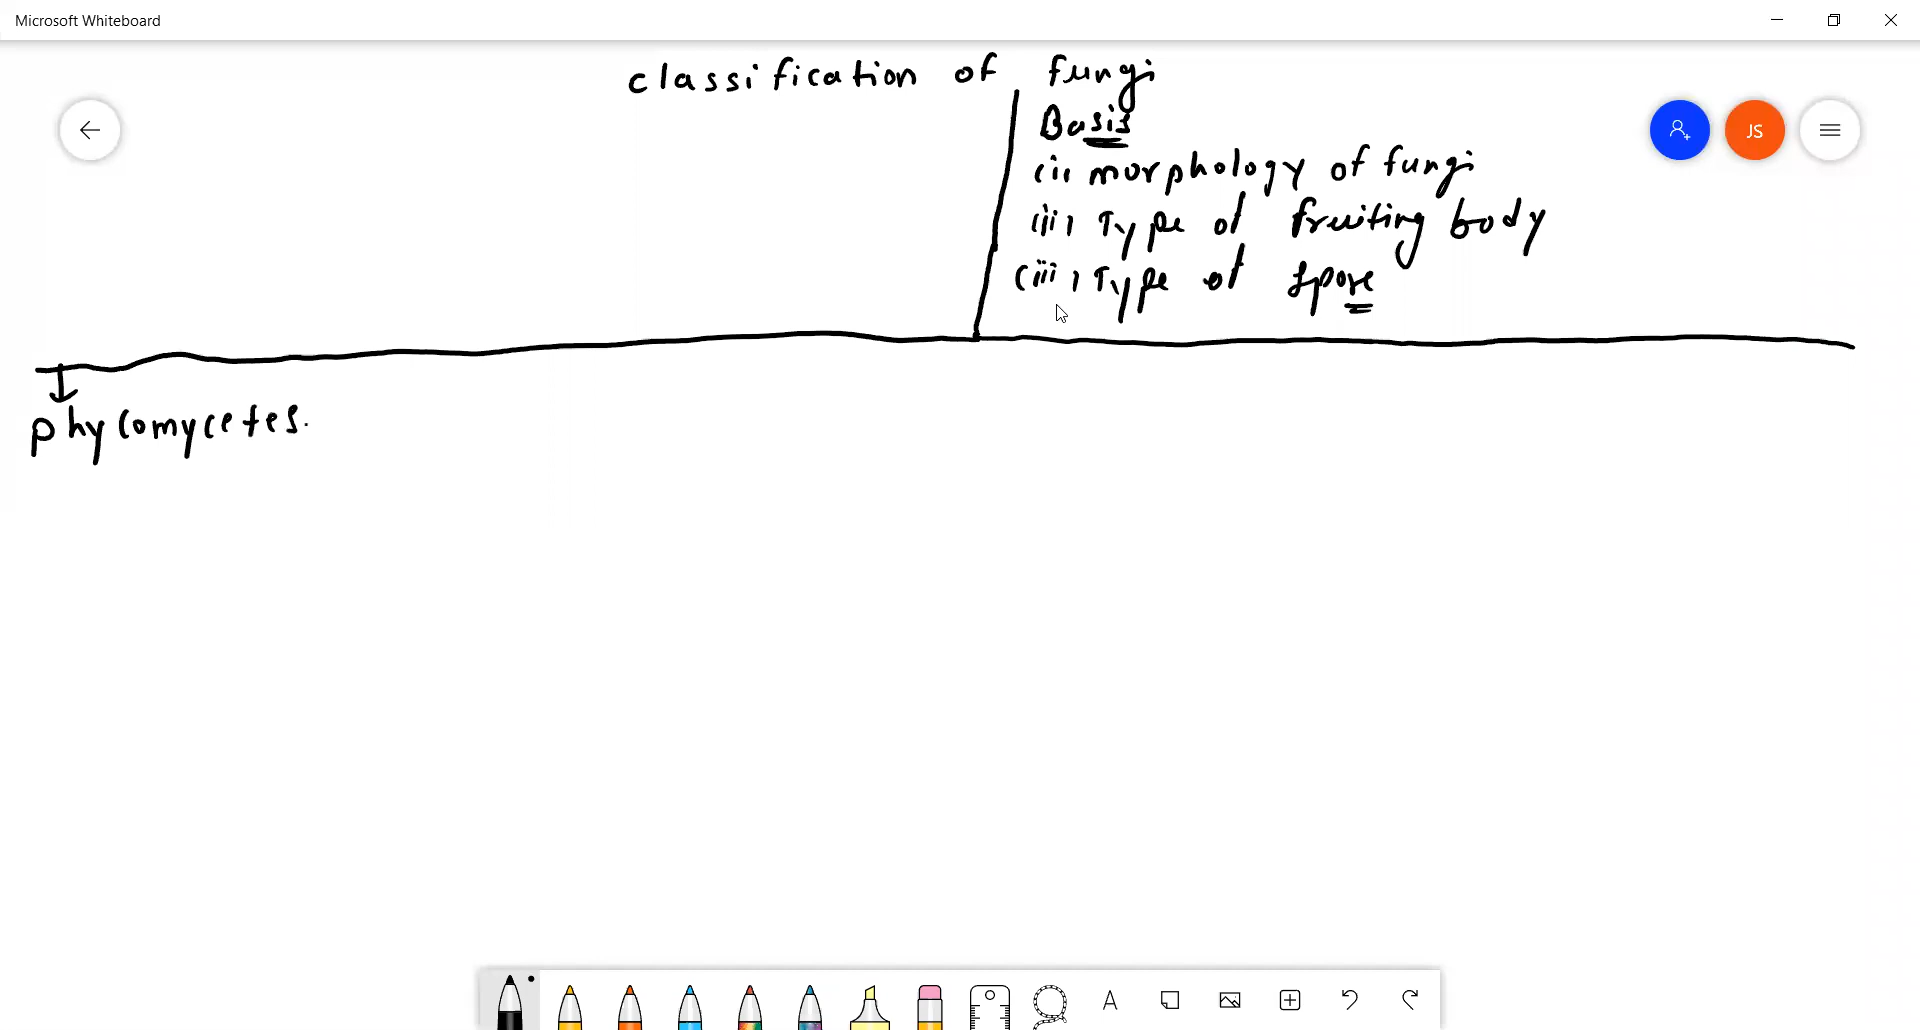 Microsoft Whiteboard
classification of fungi
Basis
(i) morphology of fungi
JS
(ii) Type of fruiting body
(iii) Type of spore
phycomycetes.
A